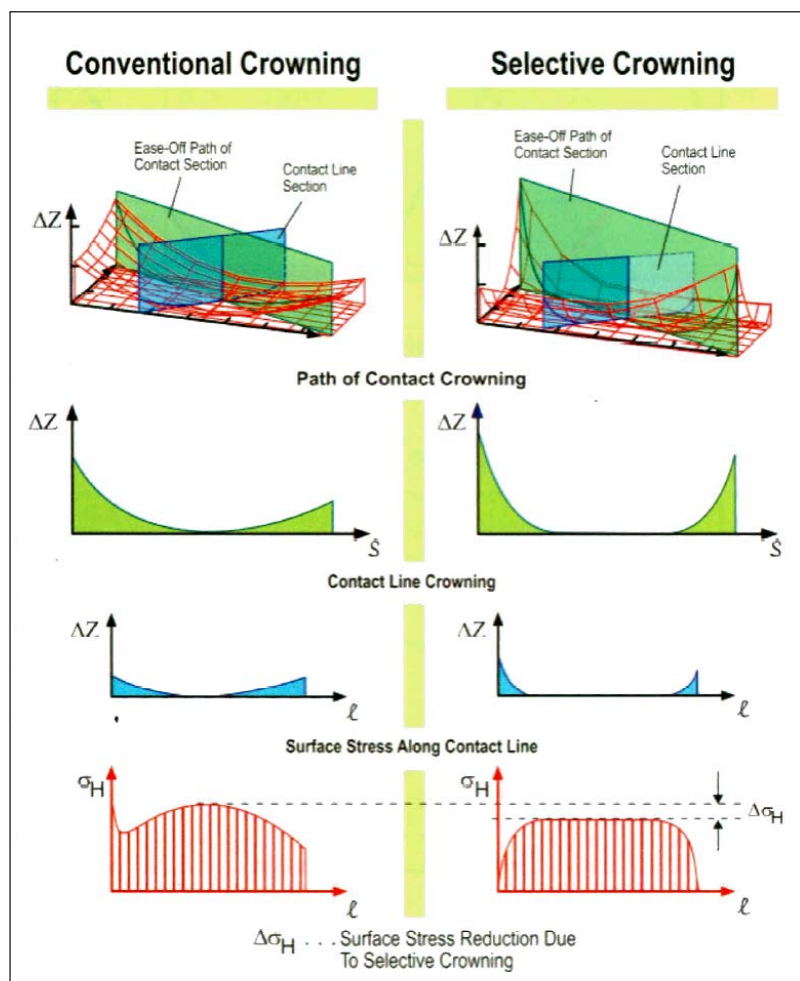 Conventional Crowning
Selective Crowning
Ease-Off Path of
Contact Section
Contact Line
Section
ΔZ
Ease-Off Path of
Contact Section
Contact Line
Section
ΔZ
Path of Contact Crowning
ΔZ
Š
ΔZ
Š
Contact Line Crowning
ΔZ
ℓ
ΔZ
ℓ
Surface Stress Along Contact Line
σH
ℓ
σH
ΔσH
ℓ
ΔσH . . . Surface Stress Reduction Due
To Selective Crowning